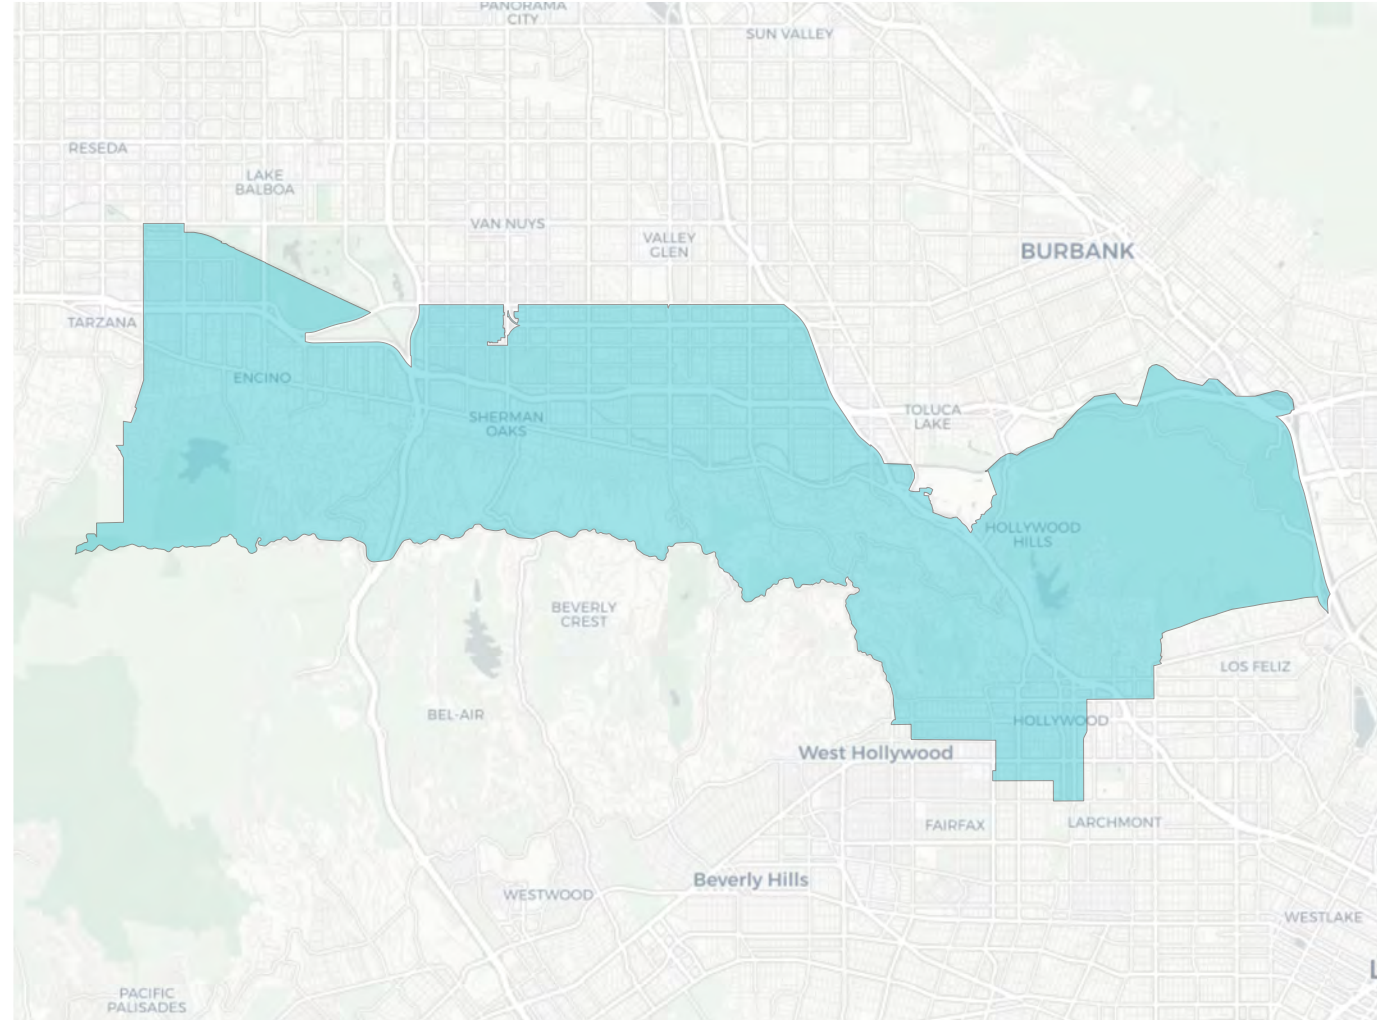 PANORAMA
CITY
SUN VALLEY
RESEDA
LAKE
BALBOA
VAN NUYS
VALLEY
GLEN
BURBANK
TARZANA
ENCINO
SHERMAN
OAKS
TOLUCA
LAKE
HOLLYWOOD
HILLS
BEVERLY
CREST
LOS FELIZ
BEL-AIR
HOLLYWOOD
West Hollywood
FAIRFAX
LARCHMONT
Beverly Hills
WESTWOOD
WESTLAKE
L
PACIFIC
PALISADES